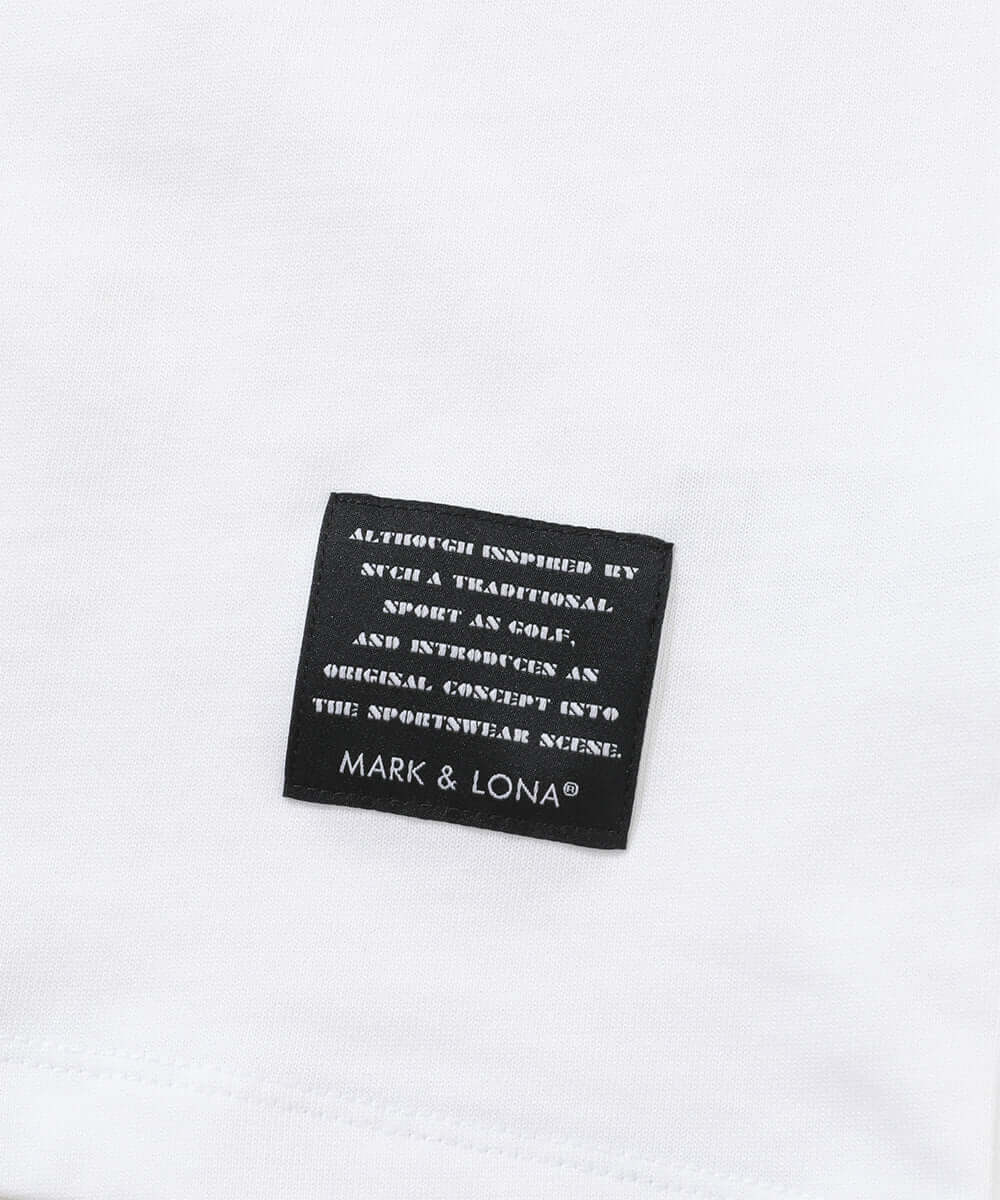 ALTHOUGH INSPIRED BY
SUCH A TRADITIONAL
SPORT AS GOLF,
AND INTRODUCES AN
ORIGINAL CONCEPT INTO
THE SPORTSWEAR SCENE.
MARK & LONA®